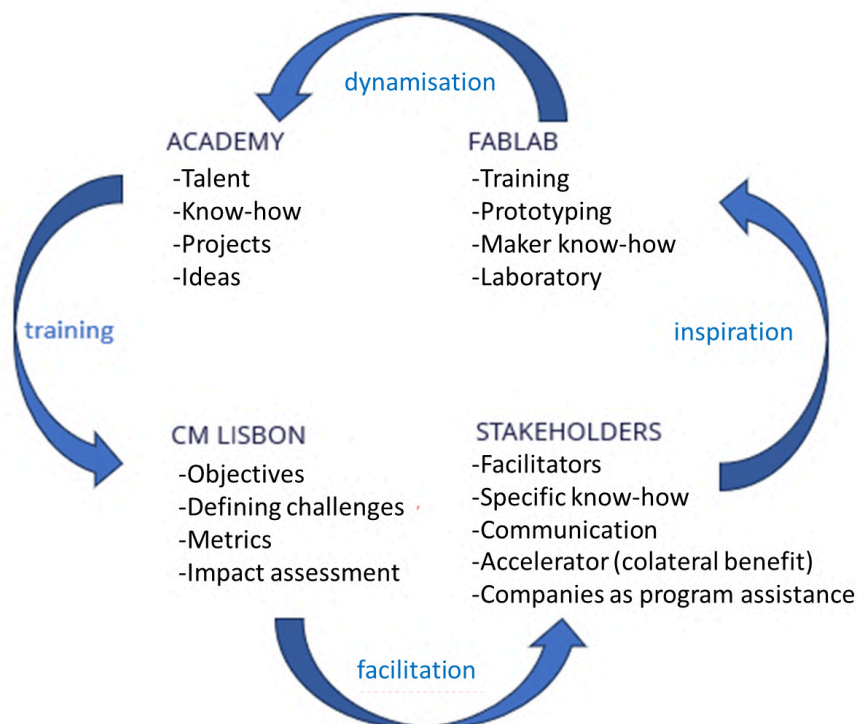 dynamisation
ACADEMY
-Talent
-Know-how
-Projects
-Ideas
FABLAB
-Training
-Prototyping
-Maker know-how
-Laboratory
training
inspiration
CM LISBON
-Objectives
-Defining challenges
-Metrics
-Impact assessment
STAKEHOLDERS
-Facilitators
-Specific know-how
-Communication
-Accelerator (colateral benefit)
-Companies as program assistance
facilitation